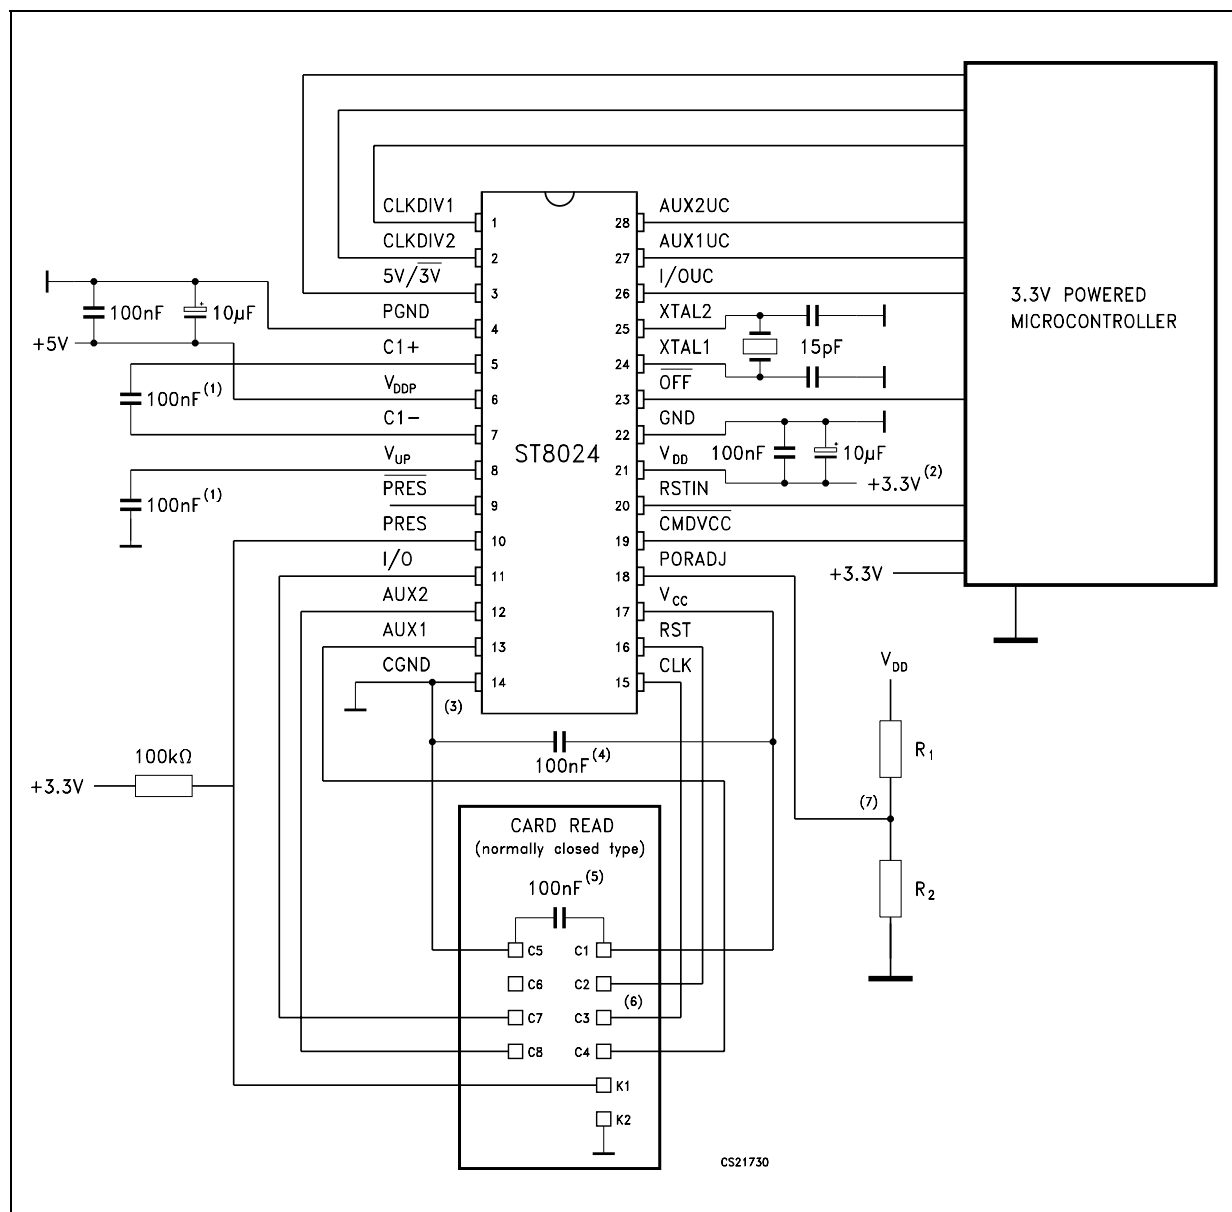 CLKDIV1
CLKDIV2
5V/3V
PGND
C1+
VDDP
C1-
VUP
PRES
PRES
I/O
AUX2
AUX1
CGND
1
2
3
4
5
6
7
8
9
10
11
12
13
14
ST8024
28
27
26
25
24
23
22
21
20
19
18
17
16
15
AUX2UC
AUX1UC
I/OUC
XTAL2
XTAL1
OFF
GND
VDD
RSTIN
CMDVCC
PORADJ
VCC
RST
CLK
100nF
+
10µF
+5V
100nF(1)
100nF(1)
15pF
100nF
+
10µF
+3.3V(2)
3.3V POWERED
MICROCONTROLLER
+3.3V
VDD
R1
(7)
R2
(3)
100nF(4)
100kΩ
+3.3V
CARD READ
(normally closed type)
100nF(5)
C5
C1
C6
C2
(6)
C7
C3
C8
C4
K1
K2
CS21730